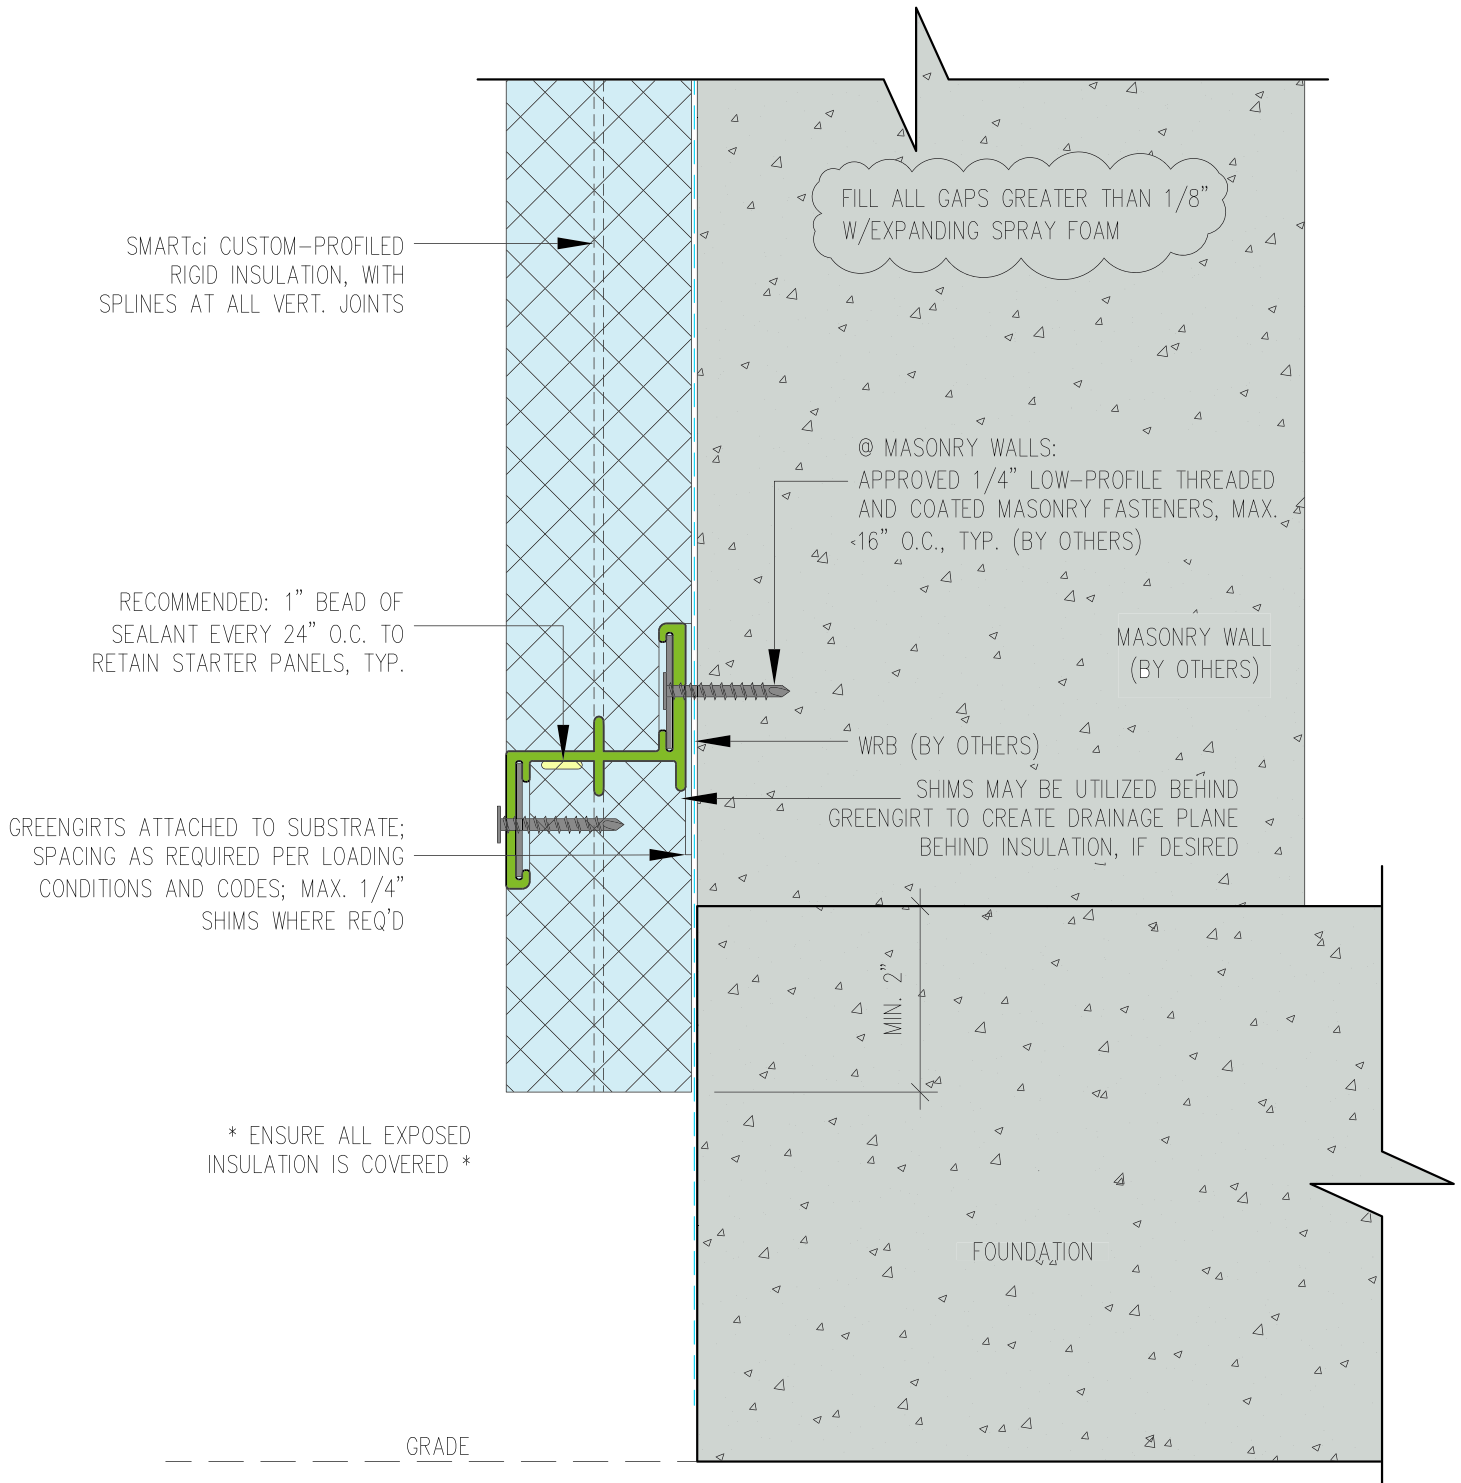 FILL ALL GAPS GREATER THAN 1/8"
W/EXPANDING SPRAY FOAM
SMARTci CUSTOM-PROFILED
RIGID INSULATION, WITH
SPLINES AT ALL VERT. JOINTS
@ MASONRY WALLS:
APPROVED 1/4" LOW-PROFILE THREADED
AND COATED MASONRY FASTENERS, MAX.
16" O.C., TYP. (BY OTHERS)
RECOMMENDED: 1" BEAD OF
SEALANT EVERY 24" O.C. TO
RETAIN STARTER PANELS, TYP.
MASONRY WALL
(BY OTHERS)
WRB (BY OTHERS)
SHIMS MAY BE UTILIZED BEHIND
GREENGIRT TO CREATE DRAINAGE PLANE
BEHIND INSULATION, IF DESIRED
GREENGIRTS ATTACHED TO SUBSTRATE;
SPACING AS REQUIRED PER LOADING
CONDITIONS AND CODES; MAX. 1/4"
SHIMS WHERE REQ'D
MIN. 2"
* ENSURE ALL EXPOSED
INSULATION IS COVERED *
FOUNDATION
GRADE